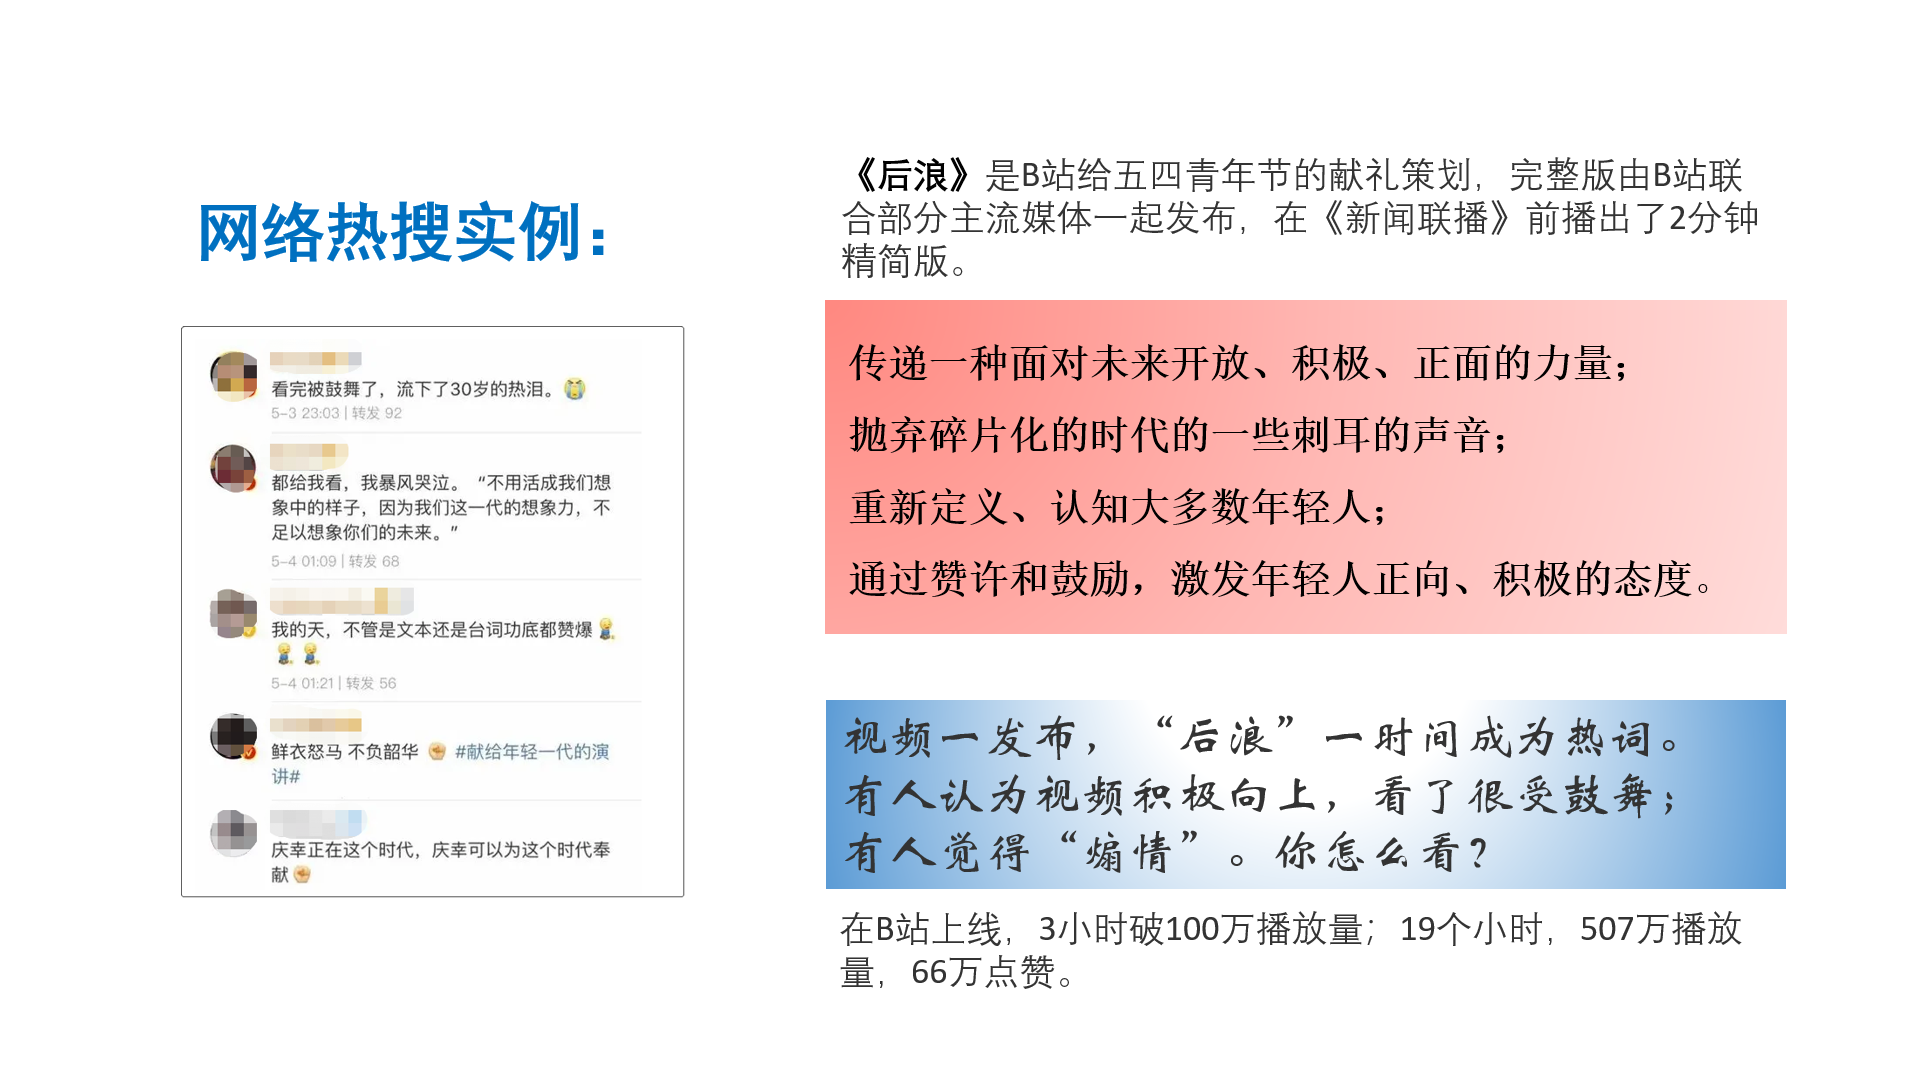 网络热搜实例：
看完被鼓舞了，流下了30岁的热泪。
5-3 23:03 | 转发 92
都给我看，我暴风哭泣。“不用活成我们想
象中的样子，因为我们这一代的想象力，不
足以想象你们的未来。”
5-4 01:09 | 转发 68
我的天，不管是文本还是台词功底都赞爆
5-4 01:21 | 转发 56
鲜衣怒马 不负韶华 #献给年轻一代的演
讲#
庆幸正在这个时代，庆幸可以为这个时代奉
献
《后浪》是B站给五四青年节的献礼策划，完整版由B站联
合部分主流媒体一起发布，在《新闻联播》前播出了2分钟
精简版。
传递一种面对未来开放、积极、正面的力量；
抛弃碎片化的时代的一些刺耳的声音；
重新定义、认知大多数年轻人；
通过赞许和鼓励，激发年轻人正向、积极的态度。
视频一发布，“后浪”一时间成为热词。
有人认为视频积极向上，看了很受鼓舞；
有人觉得“煽情”。你怎么看？
在B站上线，3小时破100万播放量；19个小时，507万播放
量，66万点赞。